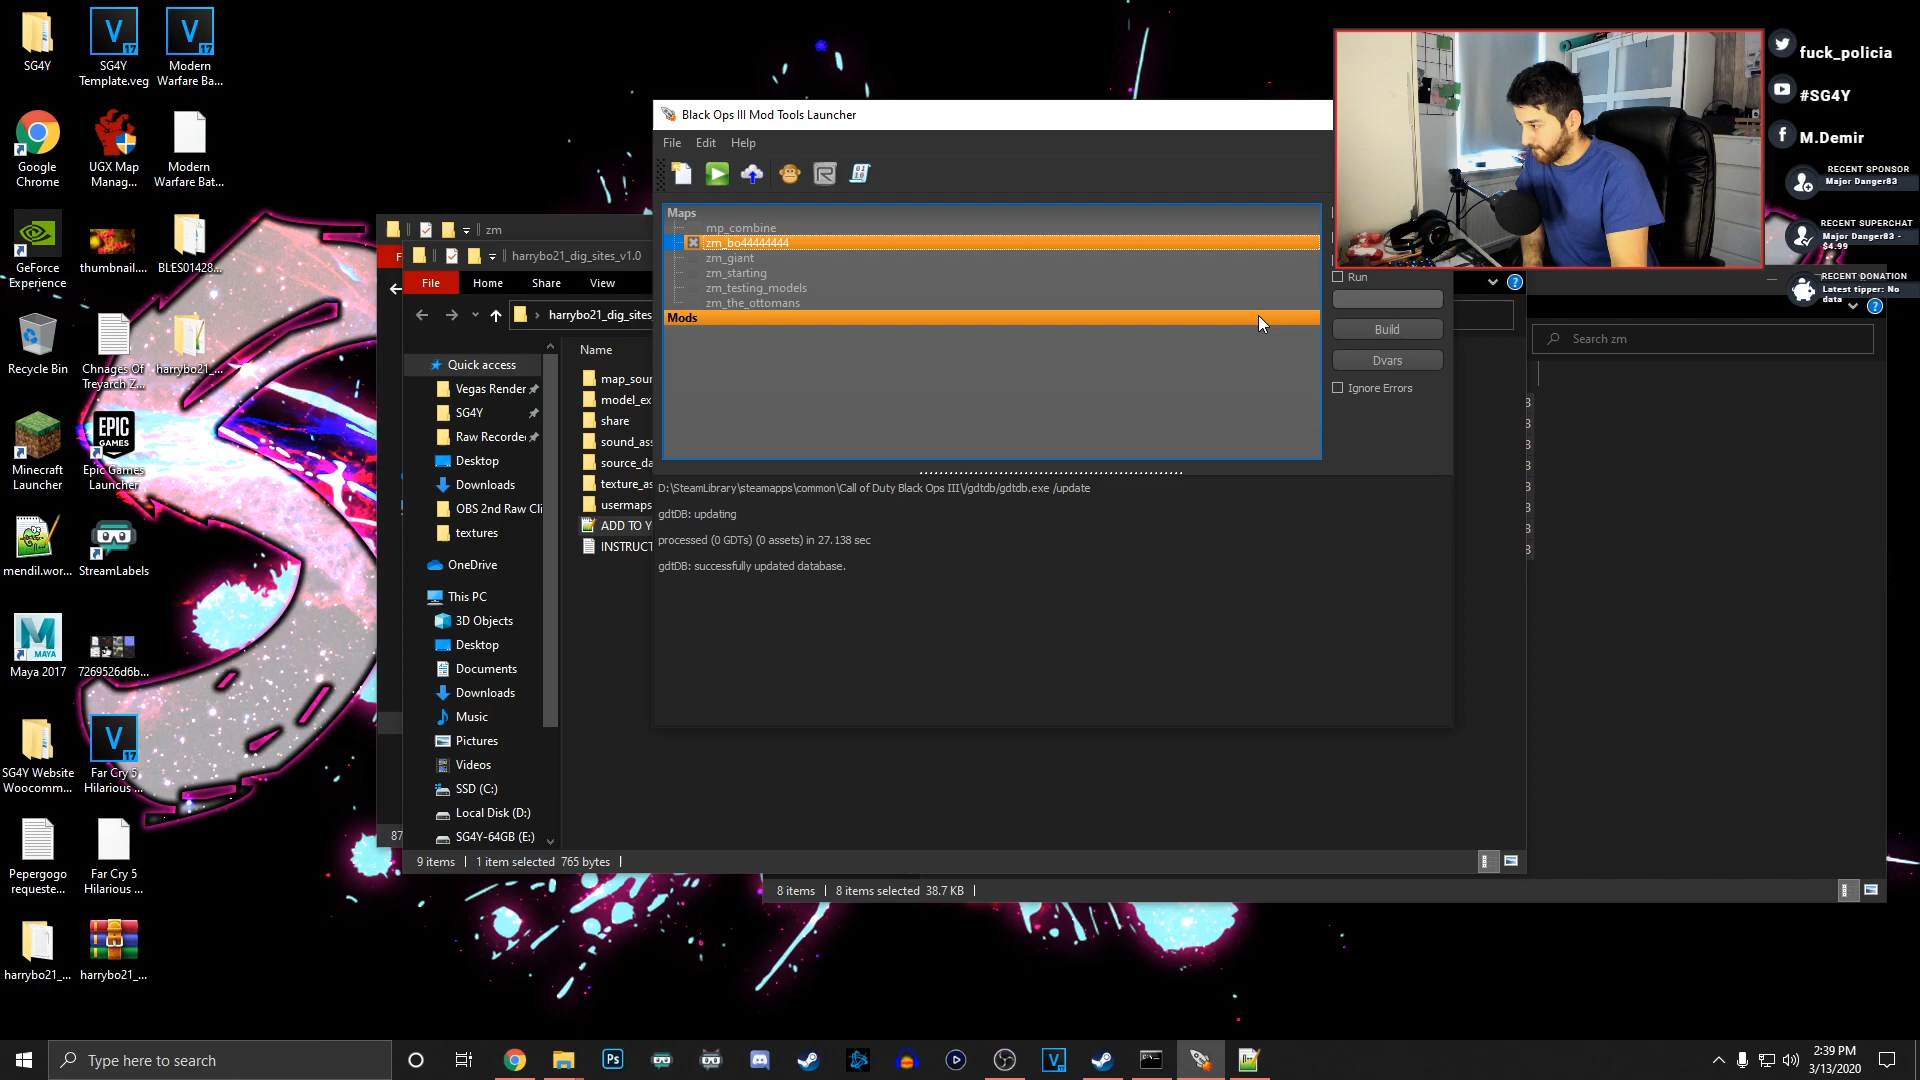 SG4Y
SG4Y
Template.veg
Modern
Warfare Ba...
Google
Chrome
UGX Map
Manag...
Modern
Warfare Bat...
GeForce
Experience
thumbnail....
BLES01428...
Recycle Bin
Chnages Of
Treyarch Z...
harrybo21_...
Minecraft
Launcher
EPIC
GAMES
Epic Games
Launcher
mendil.wor...
StreamLabels
Maya 2017
7269526d6b...
SG4Y Website
Woocomm...
Far Cry 5
Hilarious ...
Pepergogo
requeste...
Far Cry 5
Hilarious ...
harrybo21_...
harrybo21_...
zm
harrybo21_dig_sites_v1.0
File
Home
Share
View
harrybo21_dig_sites
Name
Quick access
Vegas Render
SG4Y
Raw Recorde
Desktop
Downloads
OBS 2nd Raw Cli
textures
OneDrive
This PC
3D Objects
Desktop
Documents
Downloads
Music
Pictures
Videos
SSD (C:)
Local Disk (D:)
SG4Y-64GB (E:)
map_sour
model_ex
share
sound_ass
source_da
texture_as
usermaps
ADD TO Y
INSTRUCT
87
9 items
1 item selected 765 bytes
8 items
8 items selected 38.7 KB
Search zm
Black Ops III Mod Tools Launcher
File
Edit
Help
Maps
mp_combine
zm_bo44444444
zm_giant
zm_starting
zm_testing_models
zm_the_ottomans
Mods
Run
Build
Dvars
Ignore Errors
D:\SteamLibrary\steamapps\common\Call of Duty Black Ops III\/gdtdb/gdtdb.exe /update
gdtDB: updating
processed (0 GDTs) (0 assets) in 27.138 sec
gdtDB: successfully updated database.
fuck_policia
#SG4Y
M.Demir
RECENT SPONSOR
Major Danger83
RECENT SUPERCHAT
Major Danger83 -
$4.99
RECENT DONATION
Latest tipper: No
data
Type here to search
2:39 PM
3/13/2020